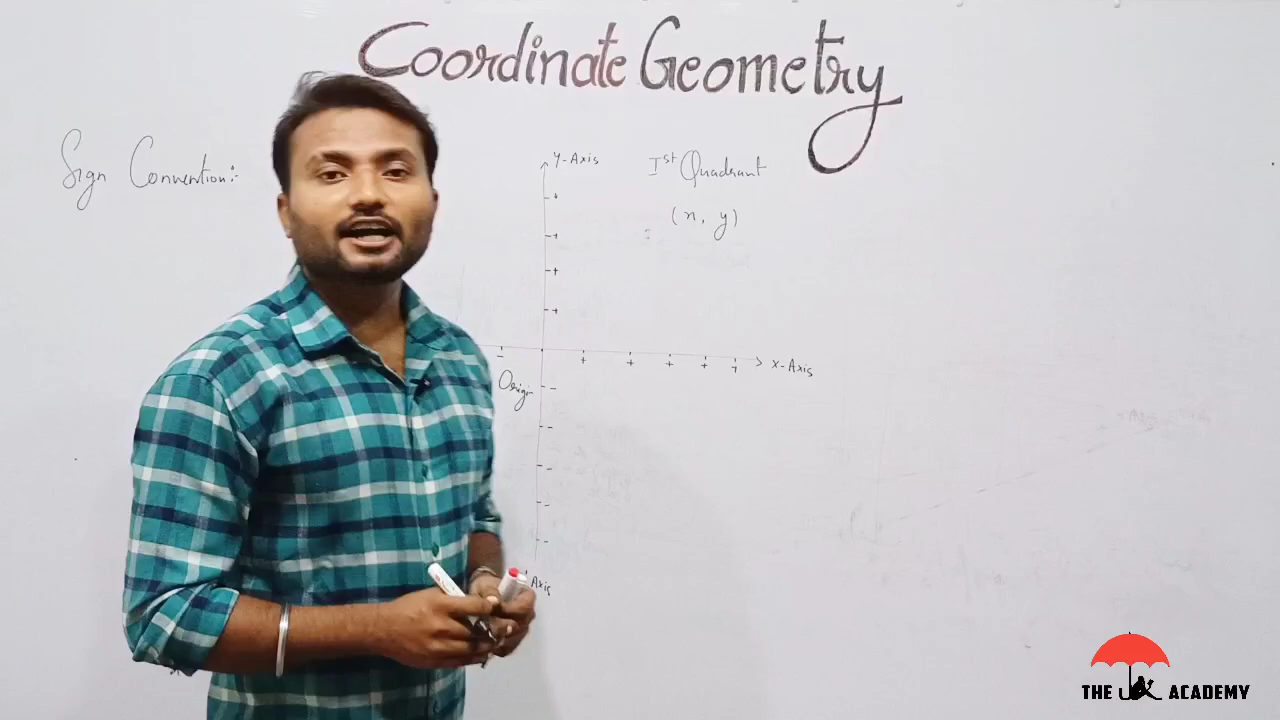 Coordinate Geometry
Sign Convention:-
Y-Axis
Ist Quadrant
(x, y)
X-Axis
Origin
Axis
THE ACADEMY